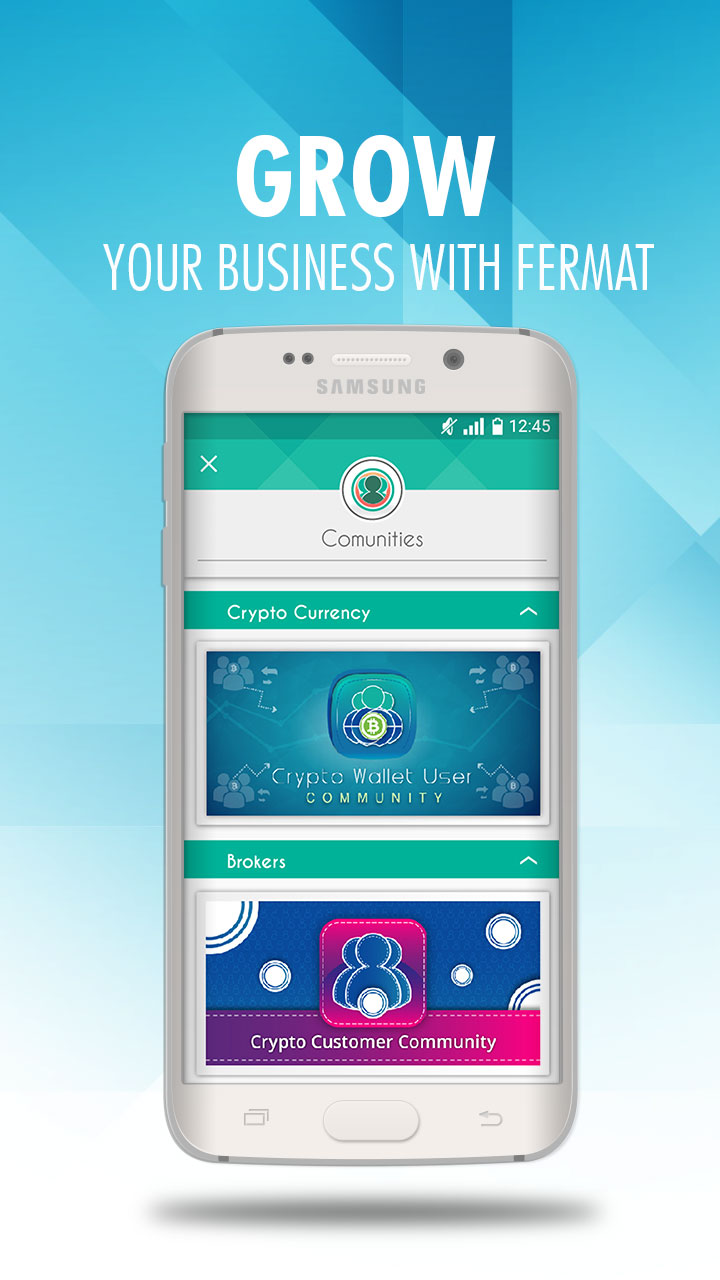 GROW
YOUR BUSINESS WITH FERMAT
SAMSUNG
12:45
Comunities
Crypto Currency
Crypto Wallet User
COMMUNITY
Brokers
Crypto Customer Community